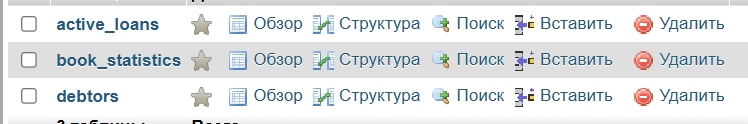 active_loans Обзор Структура Поиск Вставить Удалить
book_statistics Обзор Структура Поиск Вставить Удалить
debtors Обзор Структура Поиск Вставить Удалить